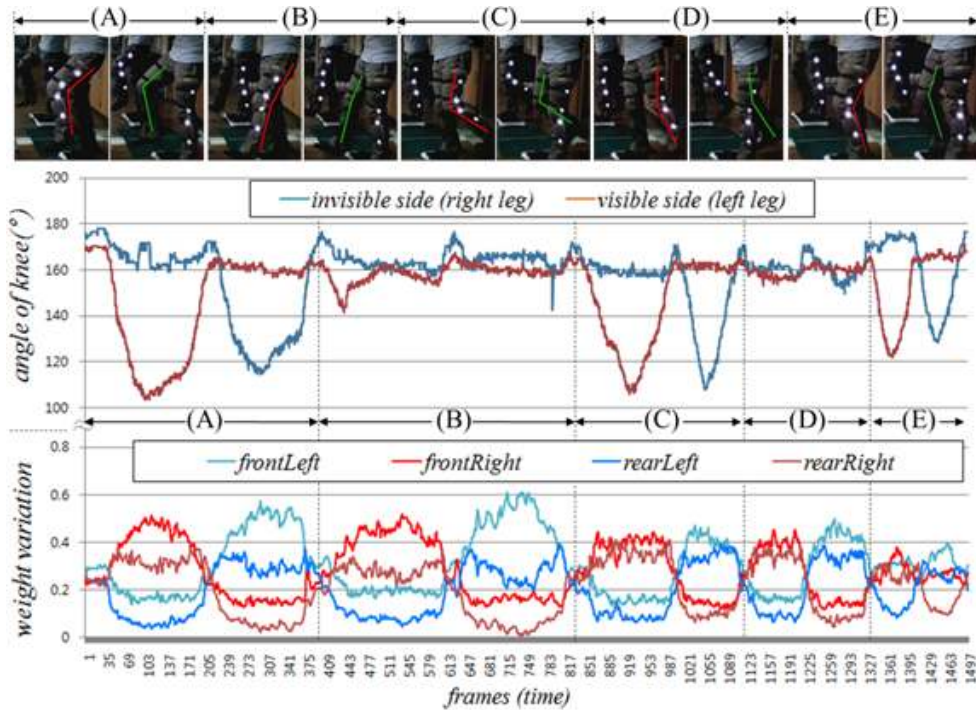 (A) (B) (C) (D) (E)
200
180
160
140
120
100
angle of knee(°)
invisible side (right leg) visible side (left leg)
(A) (B) (C) (D) (E)
0.8
0.6
0.4
0.2
0
weight variation
frontLeft frontRight rearLeft rearRight
1 35 69 103 137 171 205 239 273 307 341 375 409 443 477 511 545 579 613 647 681 715 749 783 817 851 885 919 953 987 1021 1055 1089 1123 1157 1191 1225 1259 1293 1327 1361 1395 1429 1463 1497
frames (time)